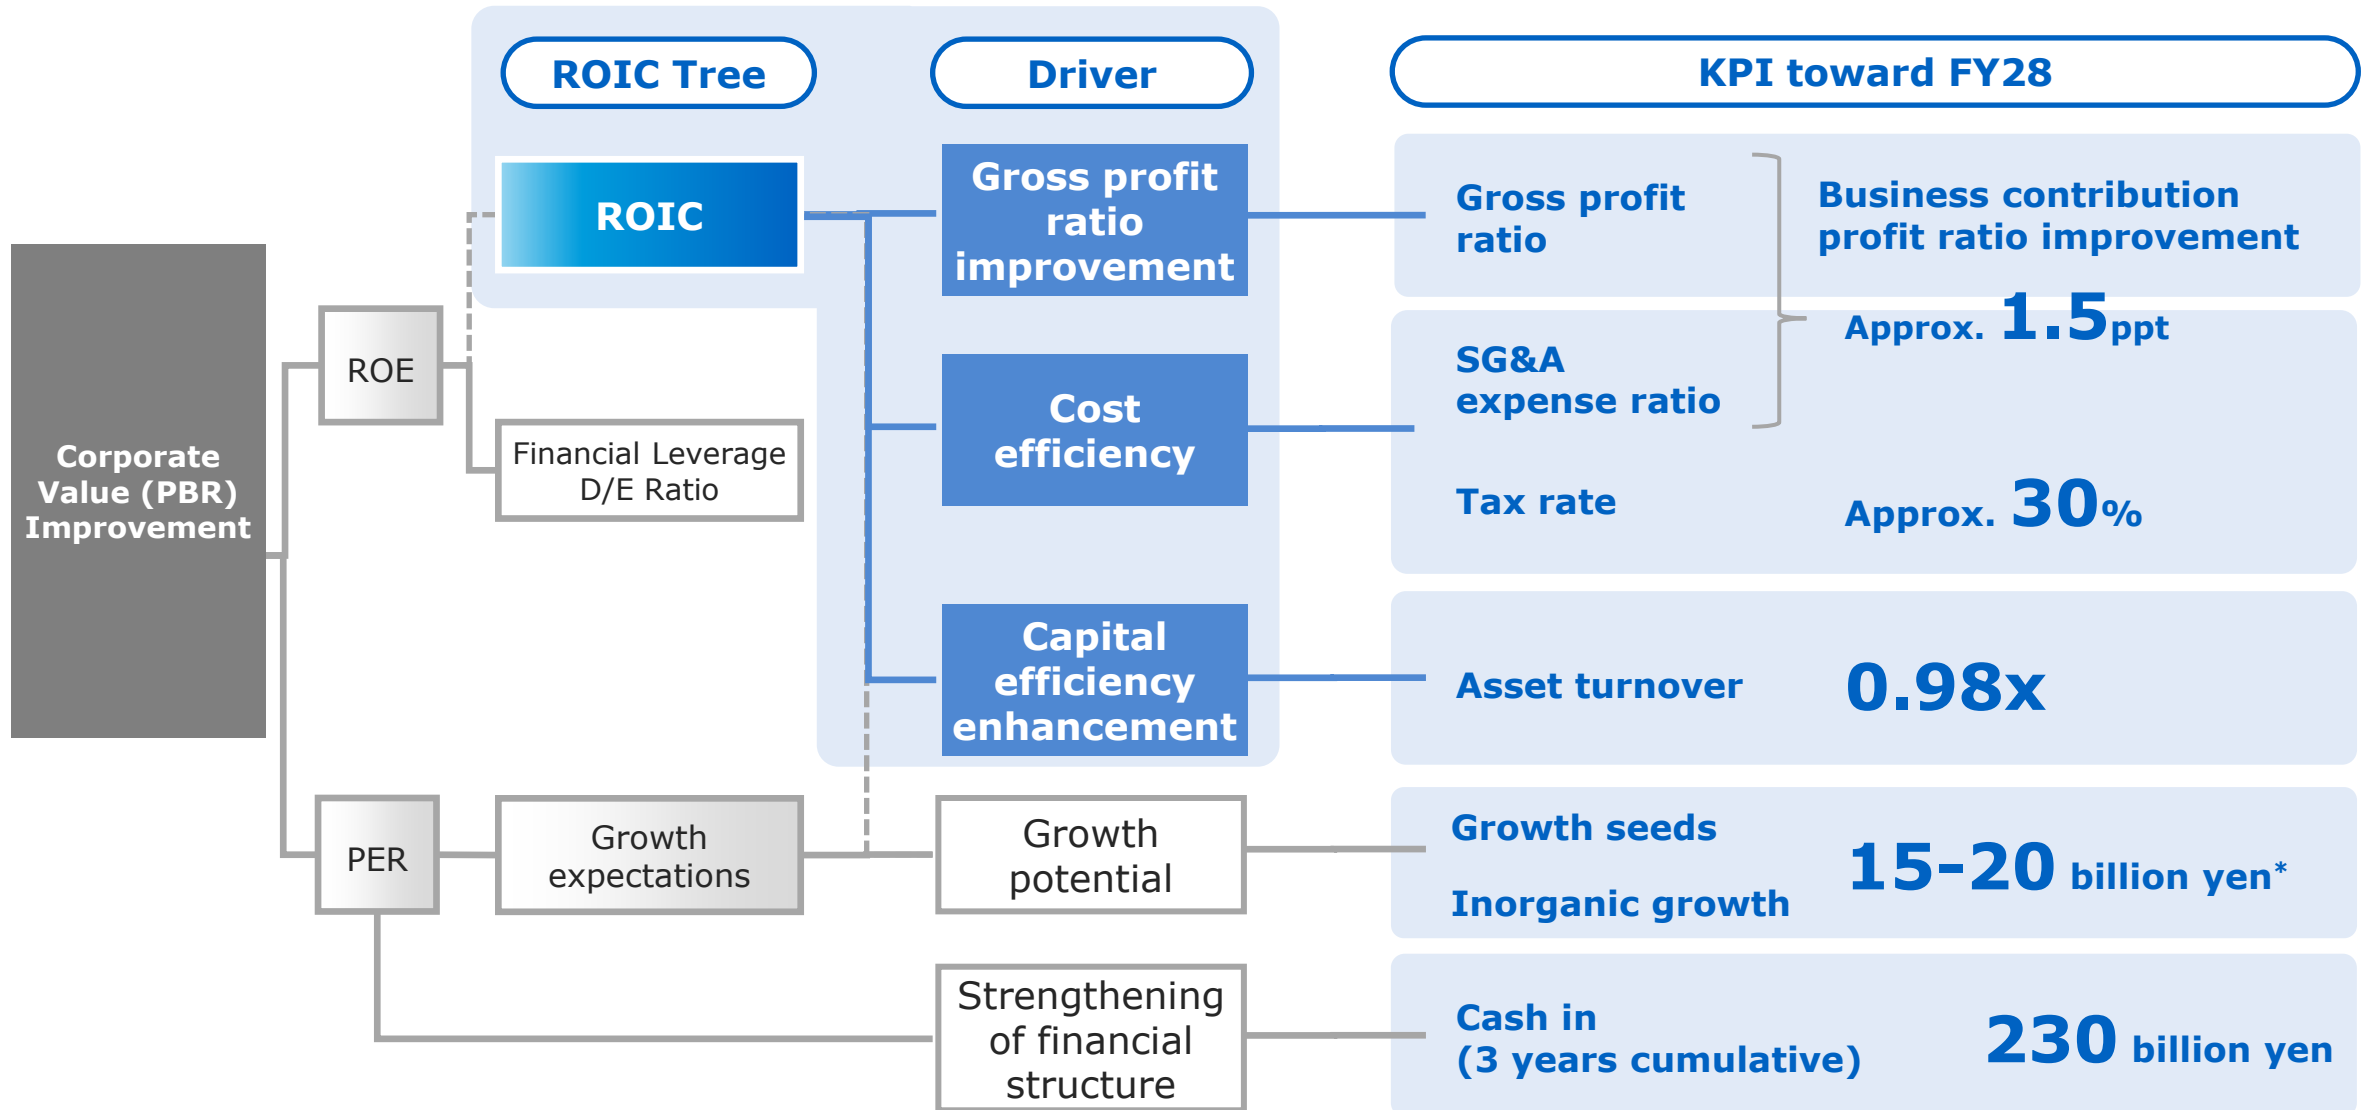 ROIC Tree
Driver
KPI toward FY28
Corporate
Value (PBR)
Improvement
ROE
PER
ROIC
Financial Leverage
D/E Ratio
Growth
expectations
Gross profit
ratio
improvement
Cost
efficiency
Capital
efficiency
enhancement
Growth
potential
Strengthening
of financial
structure
Gross profit
ratio
Business contribution
profit ratio improvement
Approx. 1.5ppt
SG&A
expense ratio
Tax rate
Approx. 30%
Asset turnover
0.98x
Growth seeds
Inorganic growth
15-20 billion yen*
Cash in
(3 years cumulative)
230 billion yen